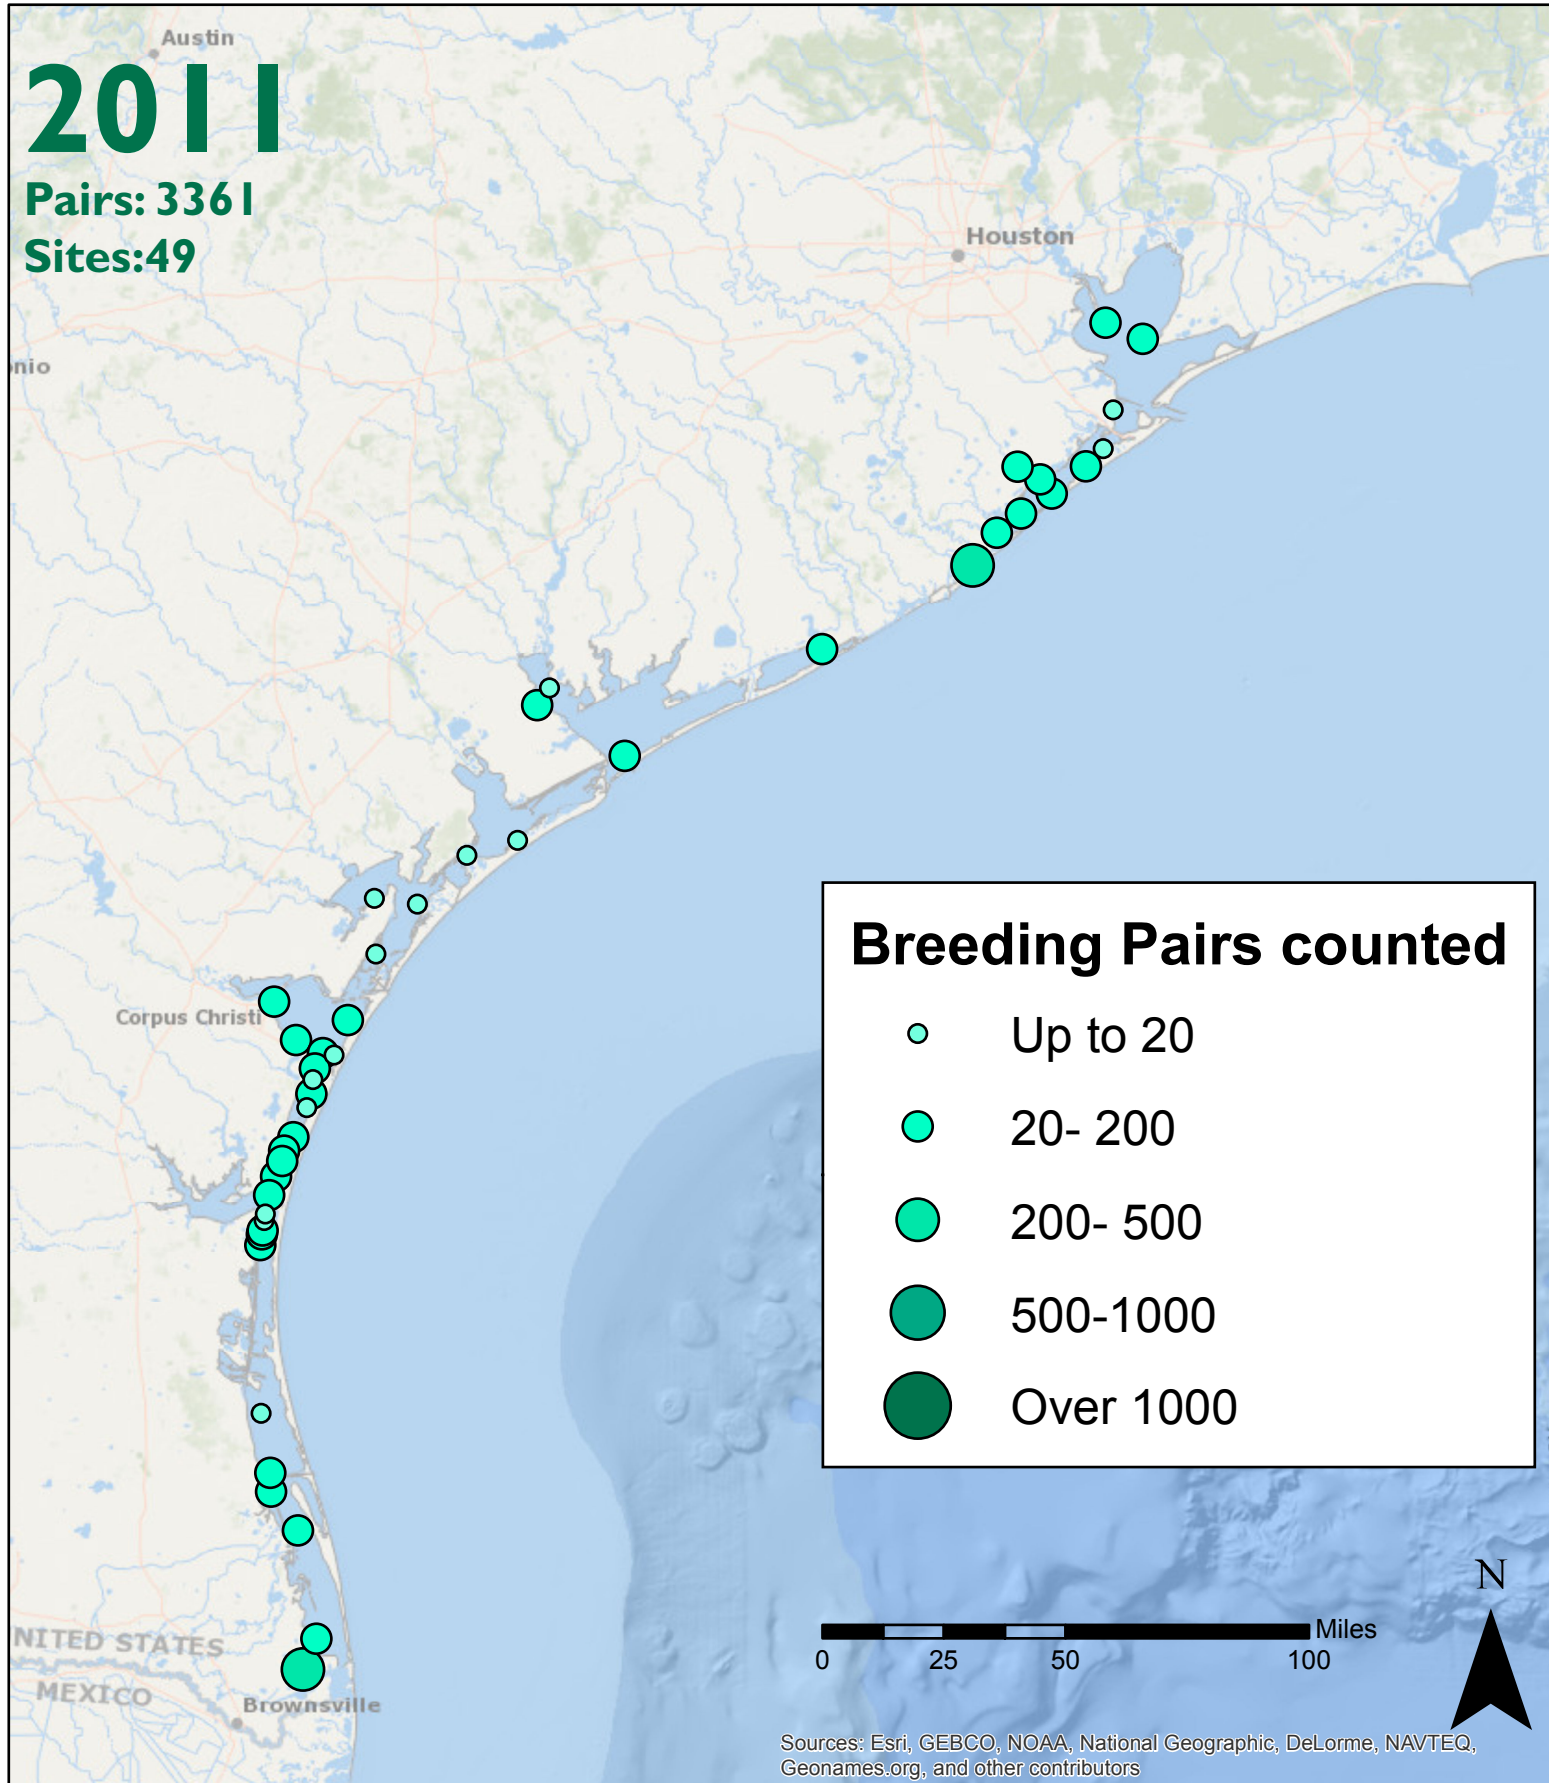 Austin
2011
Pairs: 3361
Sites:49
Houston
nio
Corpus Christi
Breeding Pairs counted
Up to 20
20- 200
200- 500
500-1000
Over 1000
N
Miles
0 25 50 100
NITED STATES
MEXICO
Brownsville
Sources: Esri, GEBCO, NOAA, National Geographic, DeLorme, NAVTEQ,
Geonames.org, and other contributors